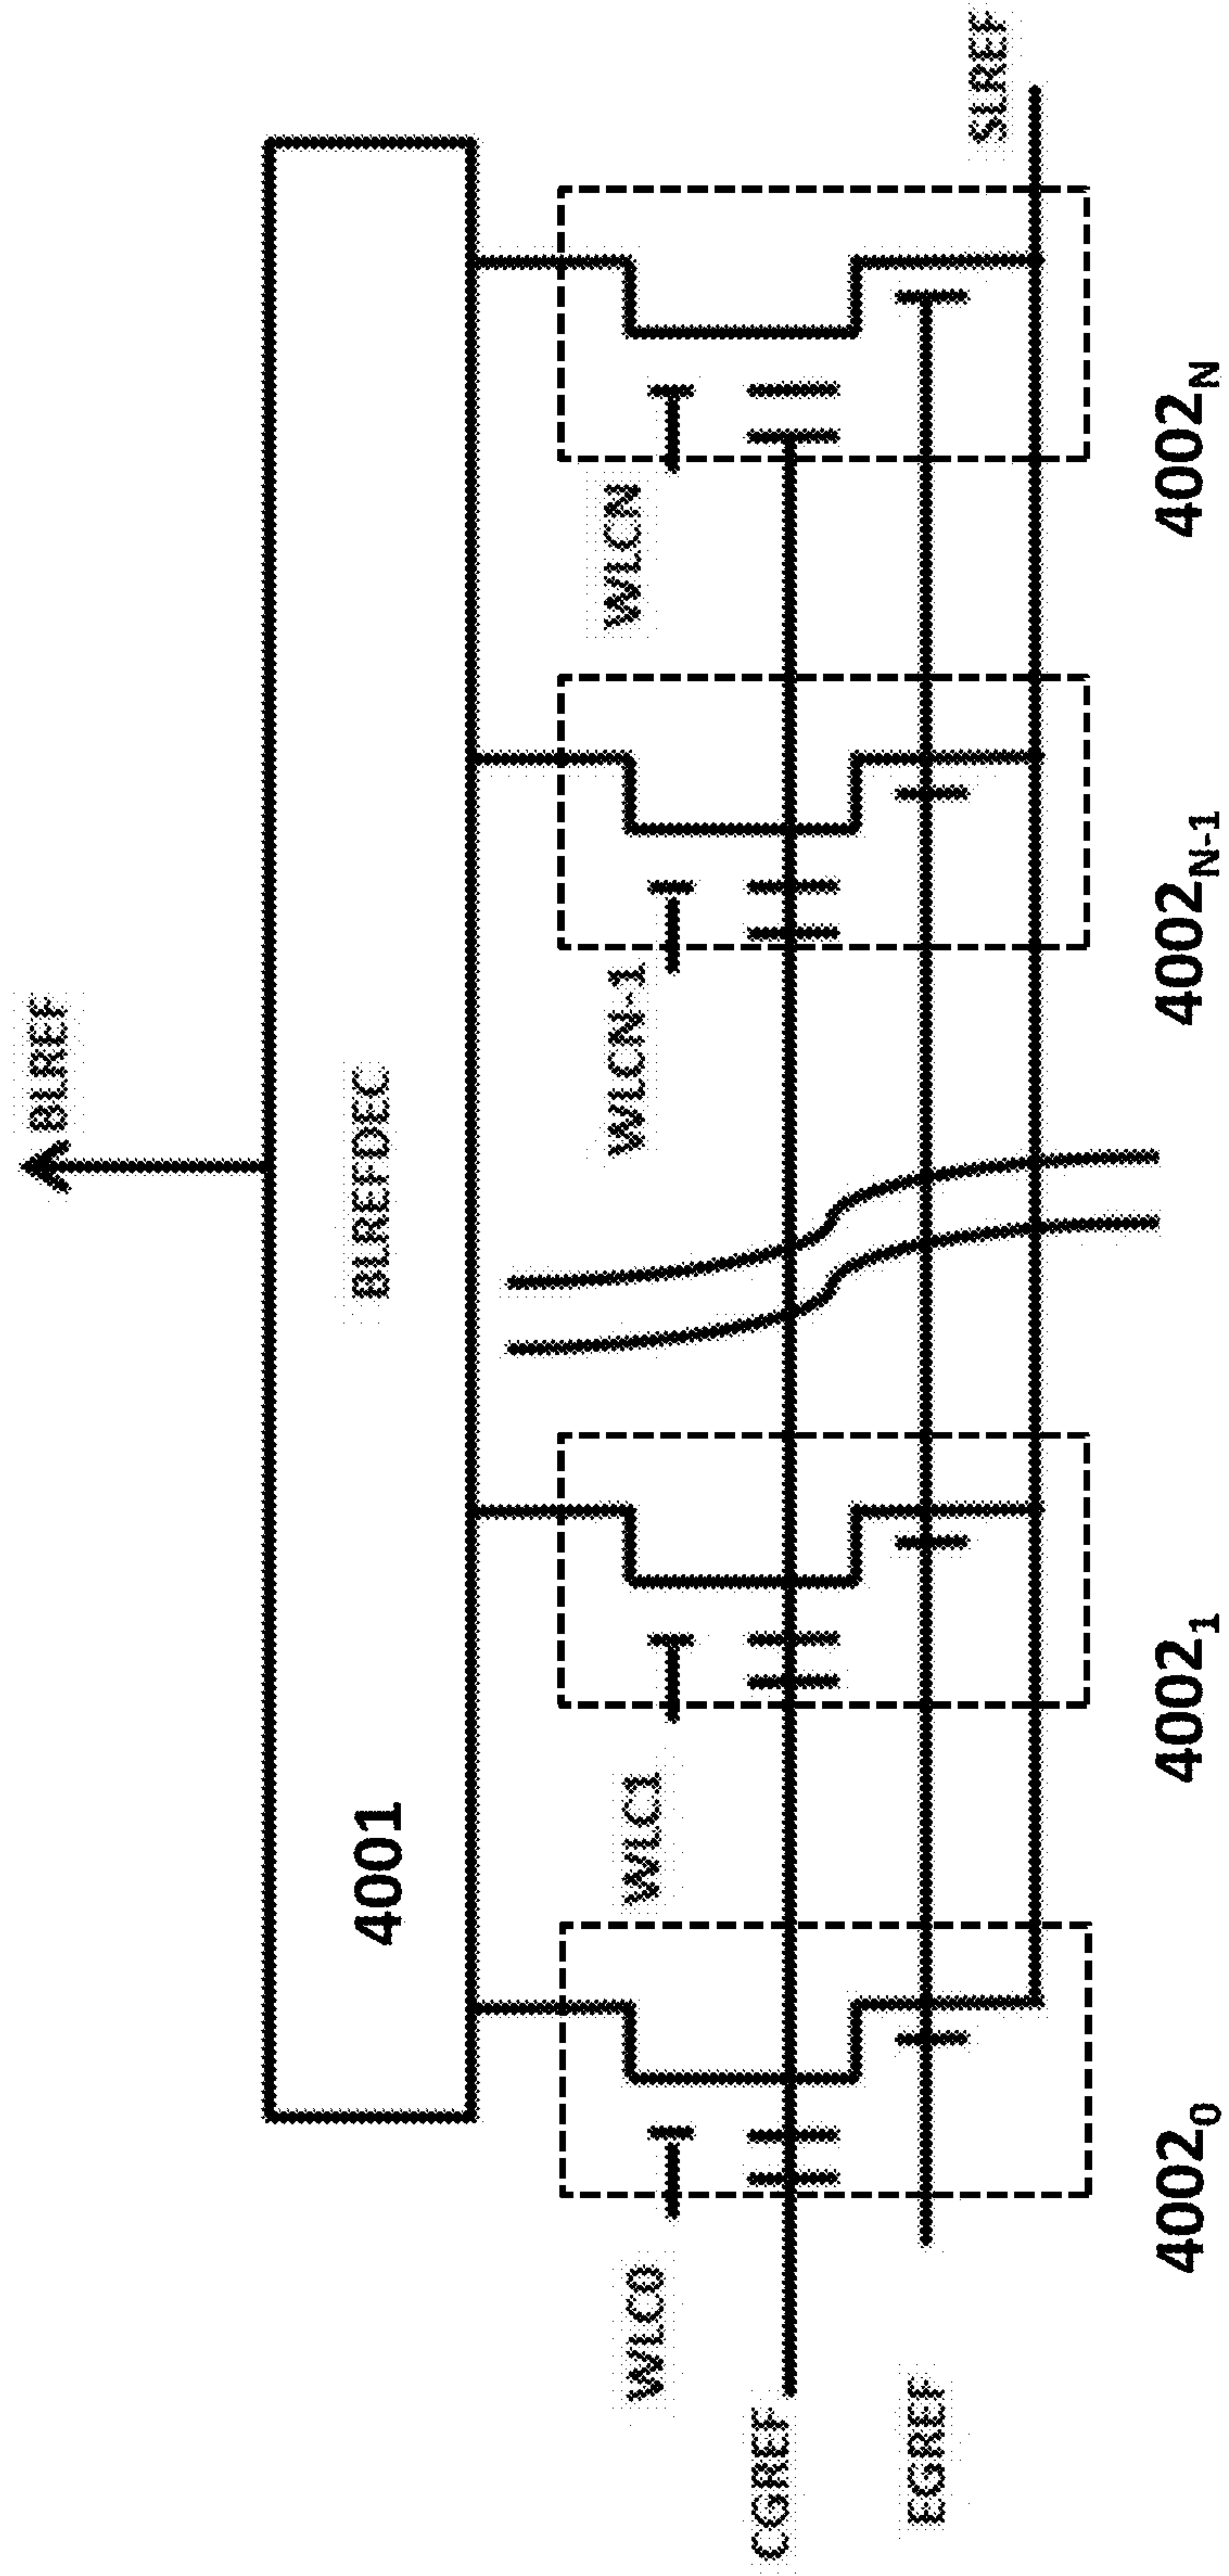 BLREF
4001
BLREFDEC
WLC0
WLC1
WLCN-1
WLCN
CGREF
EGREF
SLREF
4002₀
4002₁
4002N-1
4002N